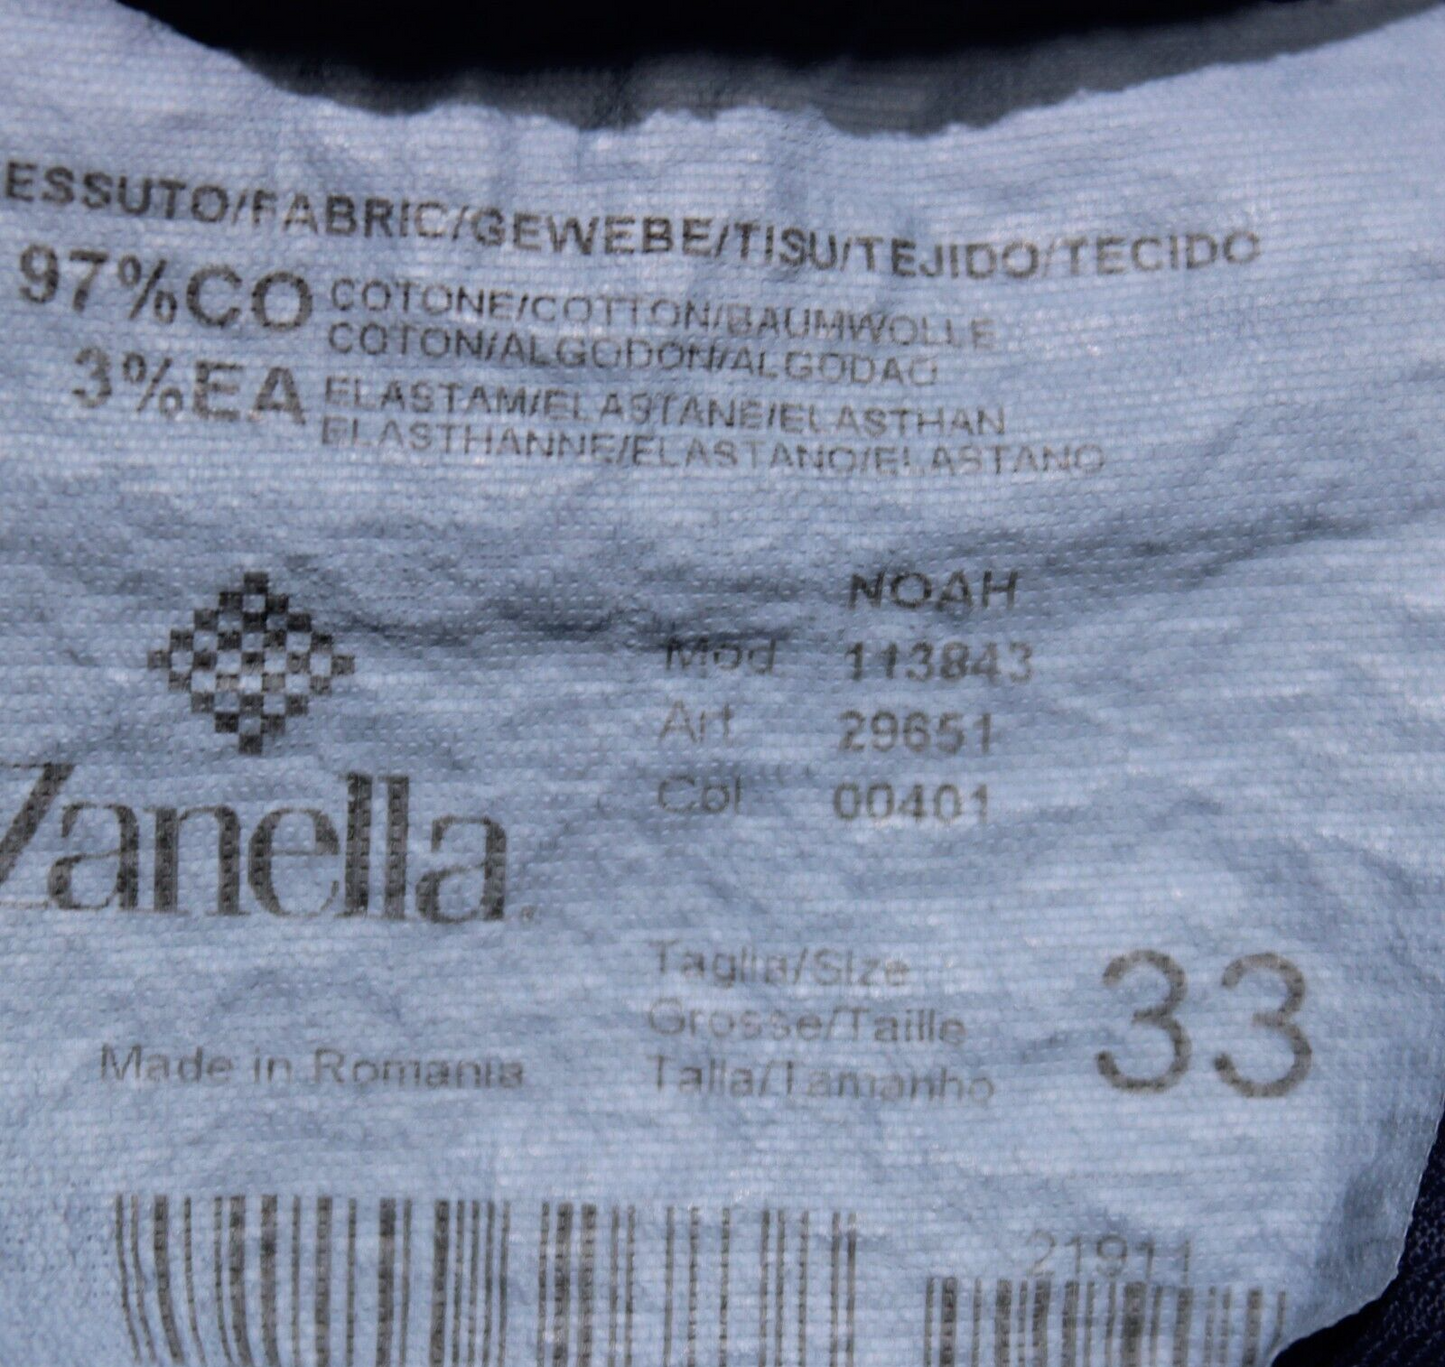 ESSUTO/FABRIC/GEWEBE/TISU/TEJIDO/TECIDO
97%CO COTONE/COTTON/BAUMWOLLE
COTON/ALGODON/ALGODAO
3%EA ELASTAM/ELASTANE/ELASTHAN
ELASTHANNE/ELASTANO/ELASTANO
NOAH
Mod. 113843
Art. 29651
Col. 00401
Zanella
Taglia/Size
Grosse/Taille
Talla/Tamanho
33
Made in Romania
21911